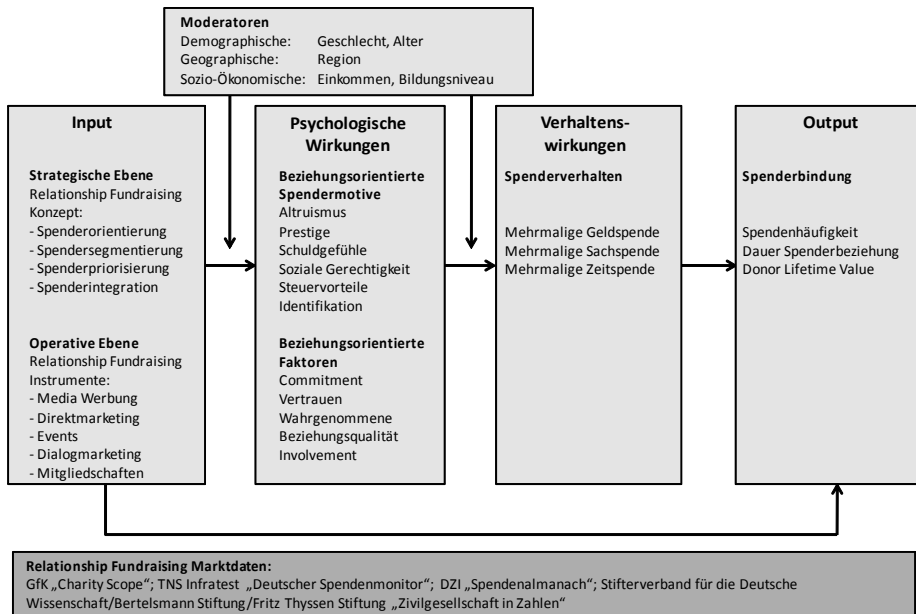 Moderatoren
Demographische: Geschlecht, Alter
Geographische: Region
Sozio-Ökonomische: Einkommen, Bildungsniveau
Input
Strategische Ebene
Relationship Fundraising
Konzept:
- Spenderorientierung
- Spendersegmentierung
- Spenderpriorisierung
- Spenderintegration
Operative Ebene
Relationship Fundraising
Instrumente:
- Media Werbung
- Direktmarketing
- Events
- Dialogmarketing
- Mitgliedschaften
Psychologische
Wirkungen
Beziehungsorientierte
Spendermotive
Altruismus
Prestige
Schuldgefühle
Soziale Gerechtigkeit
Steuervorteile
Identifikation
Beziehungsorientierte
Faktoren
Commitment
Vertrauen
Wahrgenommene
Beziehungsqualität
Involvement
Verhaltens-
wirkungen
Spenderverhalten
Mehrmalige Geldspende
Mehrmalige Sachspende
Mehrmalige Zeitspende
Output
Spenderbindung
Spendenhäufigkeit
Dauer Spenderbeziehung
Donor Lifetime Value
Relationship Fundraising Marktdaten:
GfK „Charity Scope“; TNS Infratest „Deutscher Spendenmonitor“; DZI „Spendenalmanach“; Stifterverband für die Deutsche
Wissenschaft/Bertelsmann Stiftung/Fritz Thyssen Stiftung „Zivilgesellschaft in Zahlen“